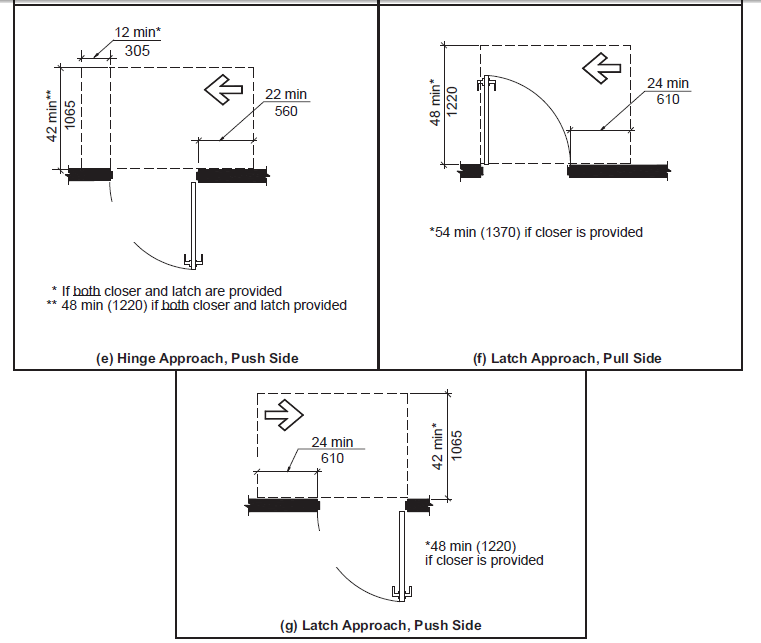 12 min*
305
42 min**
1065
22 min
560
* If both closer and latch are provided
** 48 min (1220) if both closer and latch provided
(e) Hinge Approach, Push Side
48 min*
1220
24 min
610
*54 min (1370) if closer is provided
(f) Latch Approach, Pull Side
24 min
610
42 min*
1065
*48 min (1220)
if closer is provided
(g) Latch Approach, Push Side